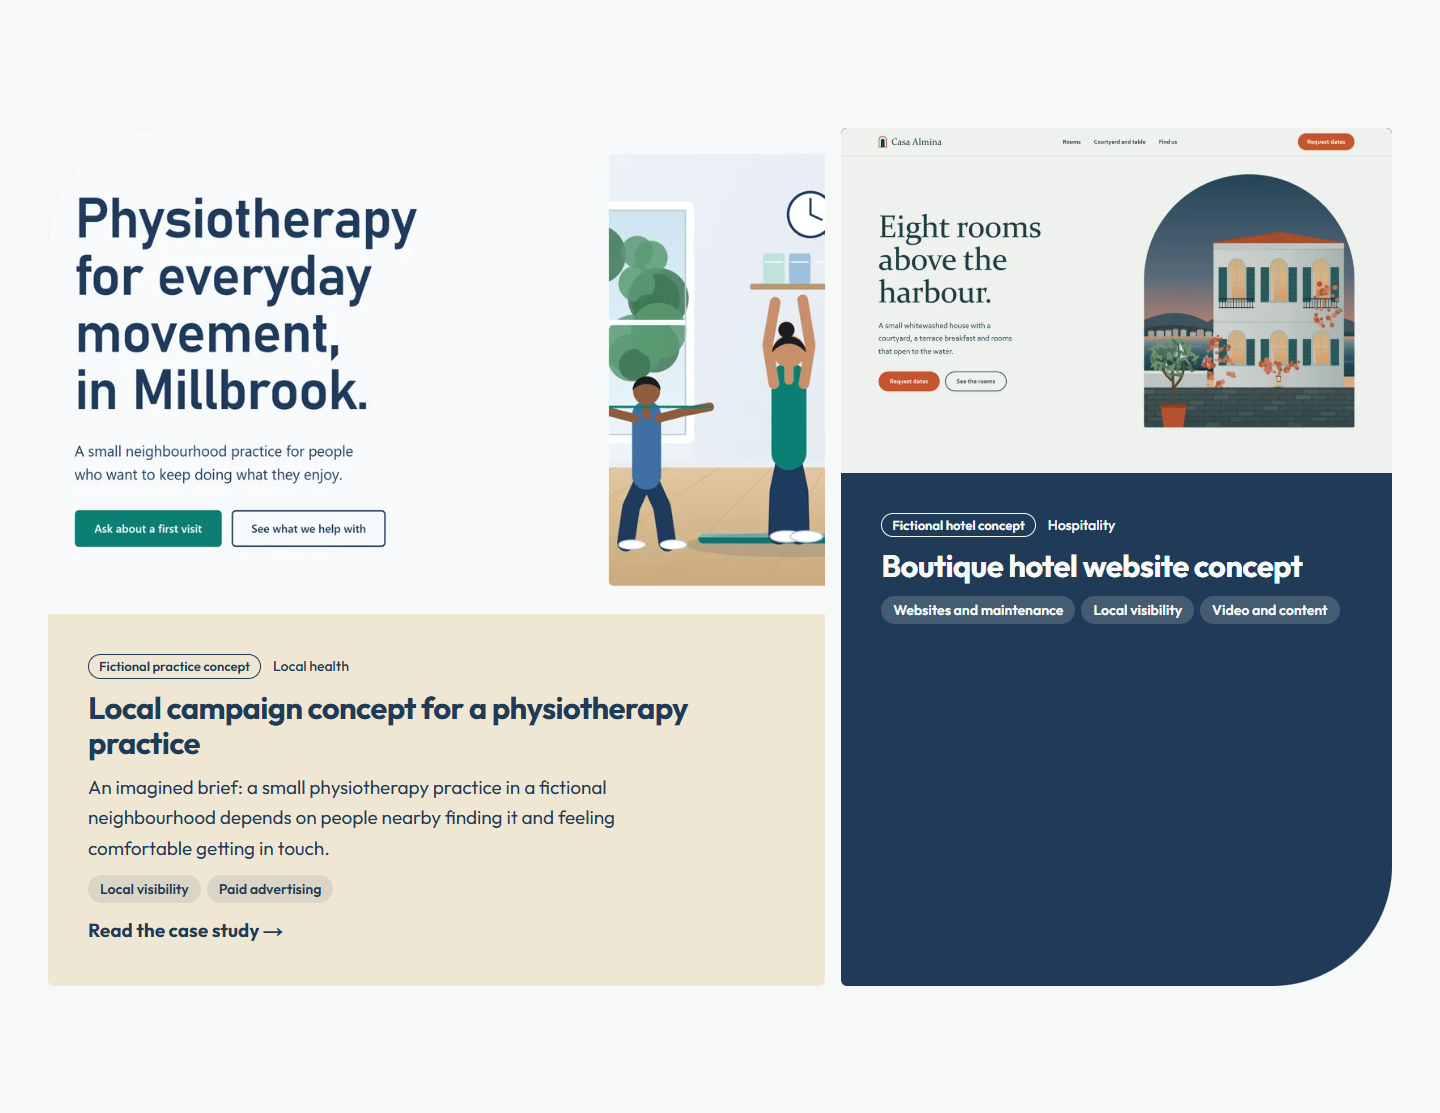 Physiotherapy
for everyday
movement,
in Millbrook.
A small neighbourhood practice for people
who want to keep doing what they enjoy.
Ask about a first visit
See what we help with
Fictional practice concept
Local health
Local campaign concept for a physiotherapy
practice
An imagined brief: a small physiotherapy practice in a fictional
neighbourhood depends on people nearby finding it and feeling
comfortable getting in touch.
Local visibility
Paid advertising
Read the case study →
Casa Almina
Rooms
Courtyard and table
Find us
Request dates
Eight rooms
above the
harbour.
A small whitewashed house with a
courtyard, a terrace breakfast and rooms
that open to the water.
Request dates
See the rooms
Fictional hotel concept
Hospitality
Boutique hotel website concept
Websites and maintenance
Local visibility
Video and content